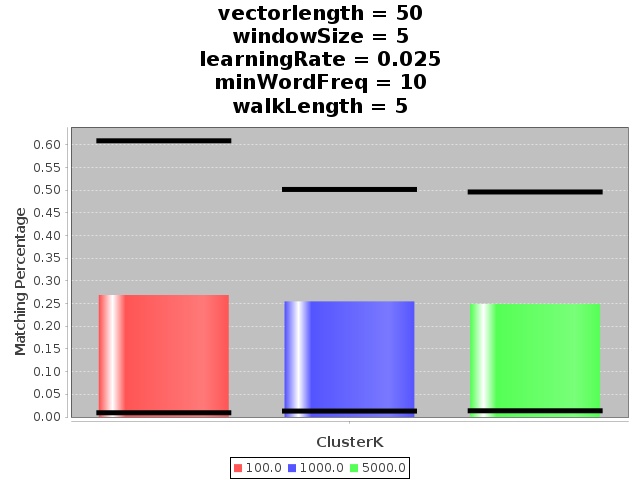 vectorlength = 50
windowSize = 5
learningRate = 0.025
minWordFreq = 10
walkLength = 5
0.60
0.55
0.50
0.45
0.40
0.35
0.30
0.25
0.20
0.15
0.10
0.05
0.00
Matching Percentage
ClusterK
100.0 1000.0 5000.0